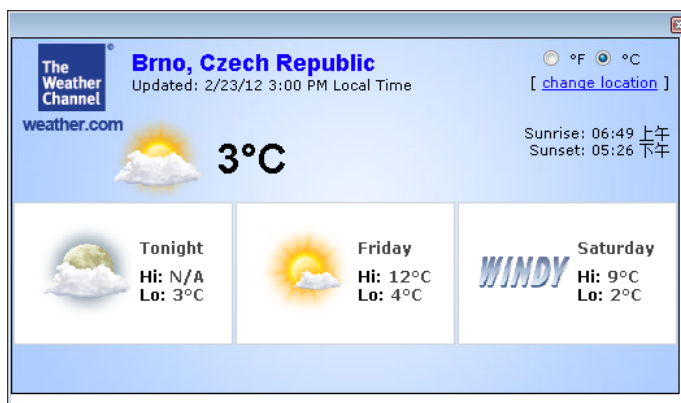 The
Weather
Channel
weather.com
Brno, Czech Republic
Updated: 2/23/12 3:00 PM Local Time
°F °C
[ change location ]
Sunrise: 06:49 上午
Sunset: 05:26 下午
3°C
Tonight
Hi: N/A
Lo: 3°C
Friday
Hi: 12°C
Lo: 4°C
WINDY
Saturday
Hi: 9°C
Lo: 2°C